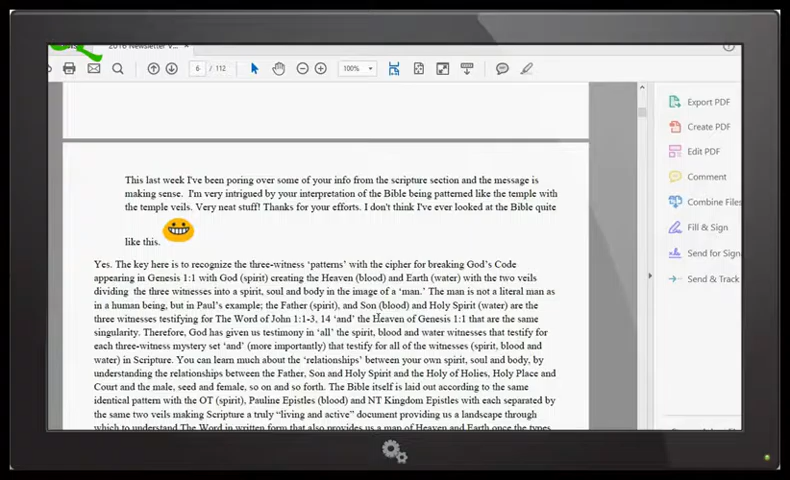 2016 Newsletter V...
6 / 112
100%
This last week I've been poring over some of your info from the scripture section and the message is
making sense. I'm very intrigued by your interpretation of the Bible being patterned like the temple with
the temple veils. Very neat stuff! Thanks for your efforts. I don't think I've ever looked at the Bible quite
like this.
Yes. The key here is to recognize the three-witness 'patterns' with the cipher for breaking God's Code
appearing in Genesis 1:1 with God (spirit) creating the Heaven (blood) and Earth (water) with the two veils
dividing the three witnesses into a spirit, soul and body in the image of a 'man.' The man is not a literal man as
in a human being, but in Paul's example; the Father (spirit), and Son (blood) and Holy Spirit (water) are the
three witnesses testifying for The Word of John 1:1-3, 14 'and' the Heaven of Genesis 1:1 that are the same
singularity. Therefore, God has given us testimony in 'all' the spirit, blood and water witnesses that testify for
each three-witness mystery set 'and' (more importantly) that testify for all of the witnesses (spirit, blood and
water) in Scripture. You can learn much about the 'relationships' between your own spirit, soul and body, by
understanding the relationships between the Father, Son and Holy Spirit and the Holy of Holies, Holy Place and
Court and the male, seed and female, so on and so forth. The Bible itself is laid out according to the same
identical pattern with the OT (spirit), Pauline Epistles (blood) and NT Kingdom Epistles with each separated by
the same two veils making Scripture a truly "living and active" document providing us a landscape through
which to understand The Word in written form that also provides us a map of Heaven and Earth once the types
Export PDF
Create PDF
Edit PDF
Comment
Combine Files
Fill & Sign
Send for Sign
Send & Track